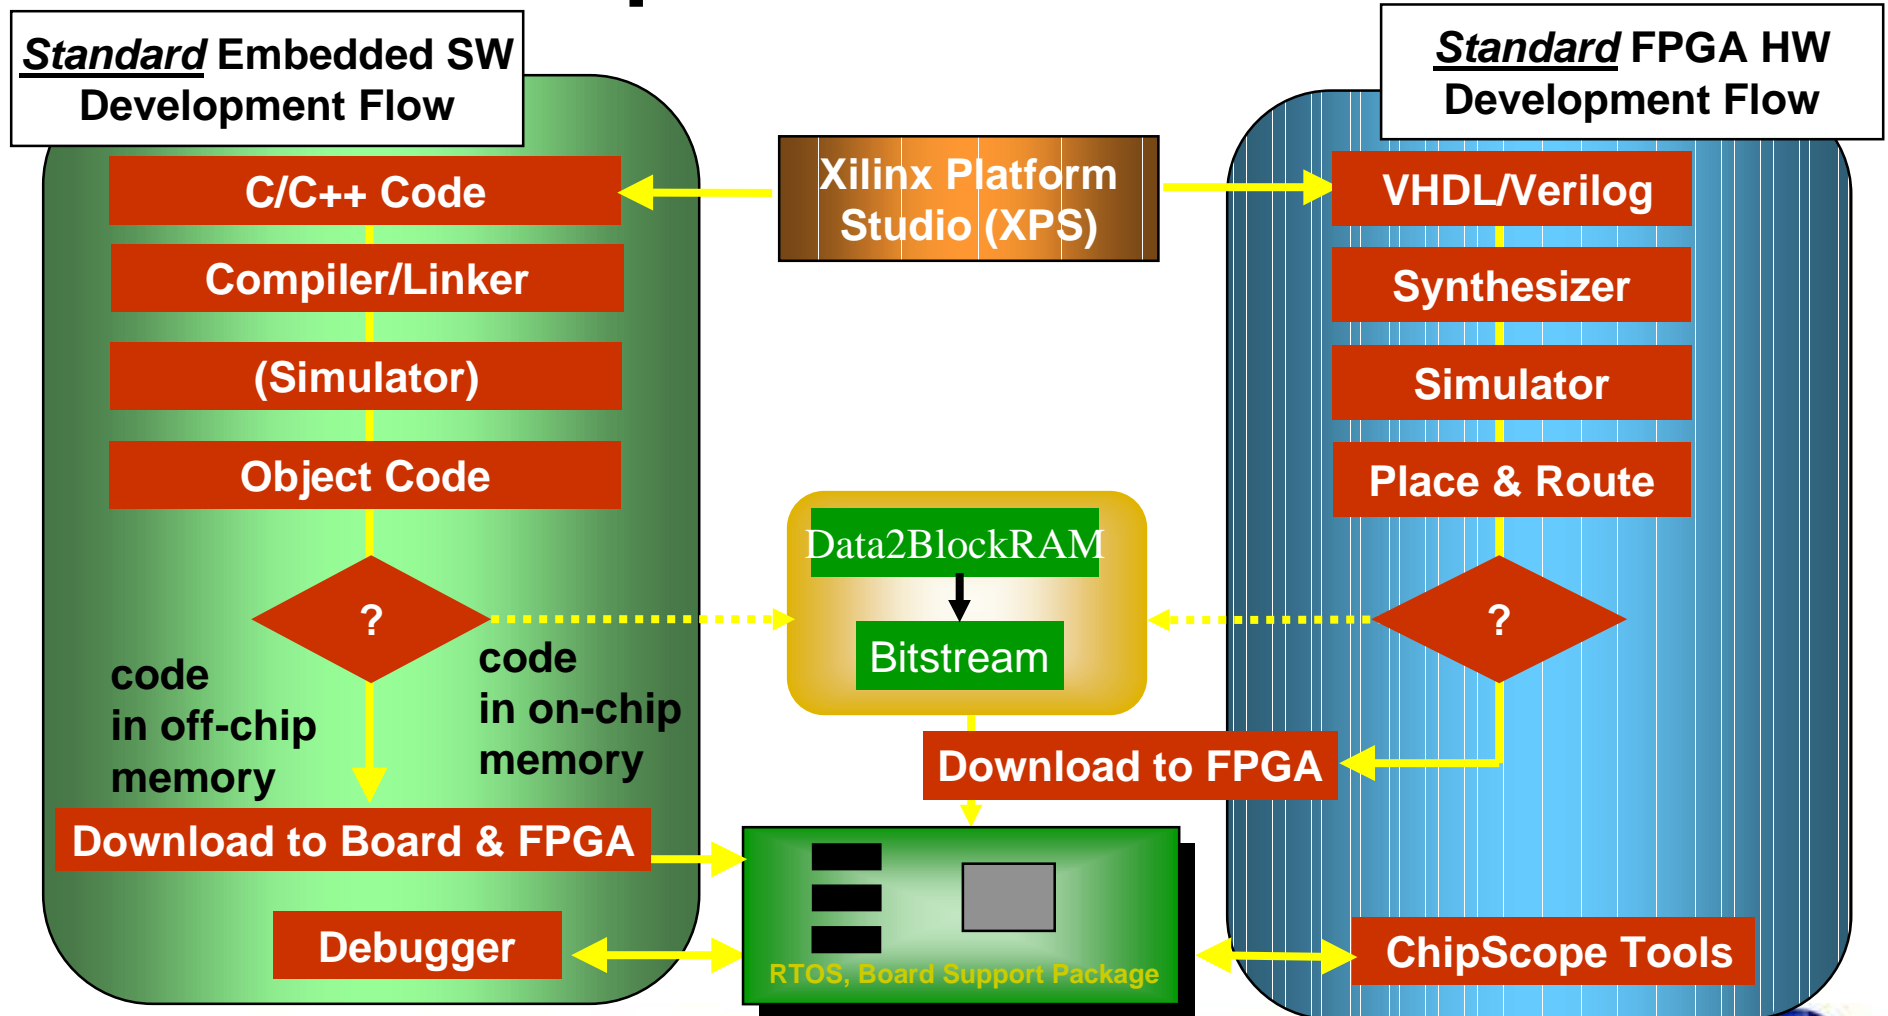 Standard Embedded SW
Development Flow
C/C++ Code
Compiler/Linker
(Simulator)
Object Code
?
code
in off-chip
memory
code
in on-chip
memory
Download to Board & FPGA
Debugger
Xilinx Platform
Studio (XPS)
Data2BlockRAM
Bitstream
Download to FPGA
RTOS, Board Support Package
Standard FPGA HW
Development Flow
VHDL/Verilog
Synthesizer
Simulator
Place & Route
?
ChipScope Tools